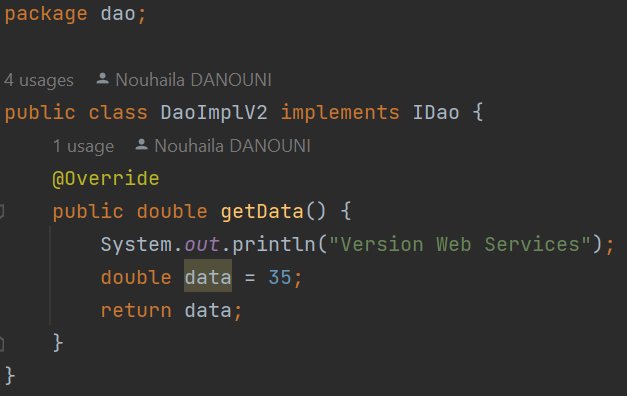 package dao;
4 usages Nouhaila DANOUNI
public class DaoImplV2 implements IDao {
1 usage Nouhaila DANOUNI
@Override
public double getData() {
System.out.println("Version Web Services");
double data = 35;
return data;
}
}